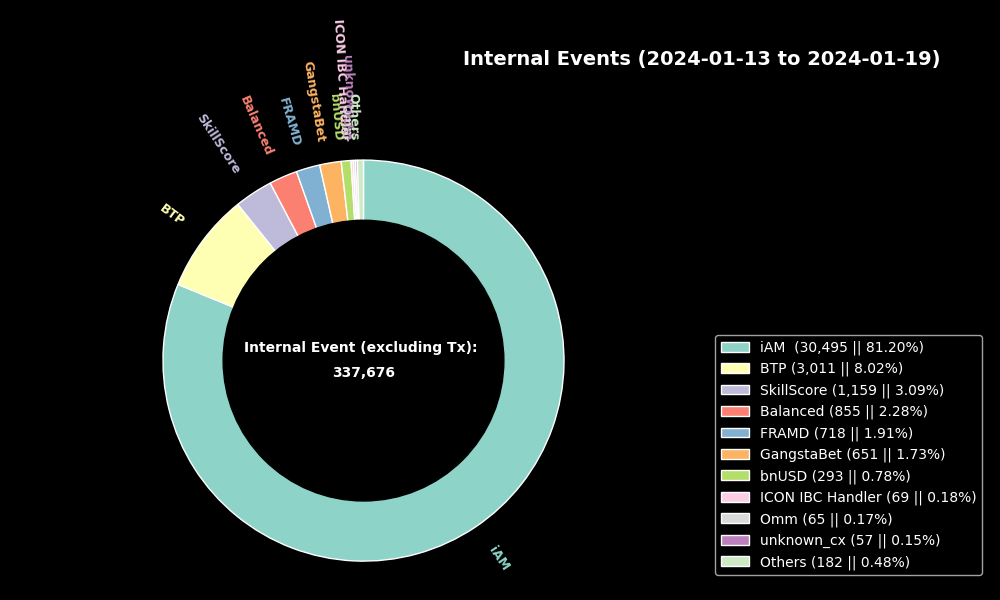 Internal Events (2024-01-13 to 2024-01-19)
ICON IBC Handler
GangstaBet
Balanced
FRAMD
bnUSD
Others
SkillScore
BTP
Internal Event (excluding Tx):
337,676
iAM
iAM  (30,495 || 81.20%)
BTP (3,011 || 8.02%)
SkillScore (1,159 || 3.09%)
Balanced (855 || 2.28%)
FRAMD (718 || 1.91%)
GangstaBet (651 || 1.73%)
bnUSD (293 || 0.78%)
ICON IBC Handler (69 || 0.18%)
Omm (65 || 0.17%)
unknown_cx (57 || 0.15%)
Others (182 || 0.48%)